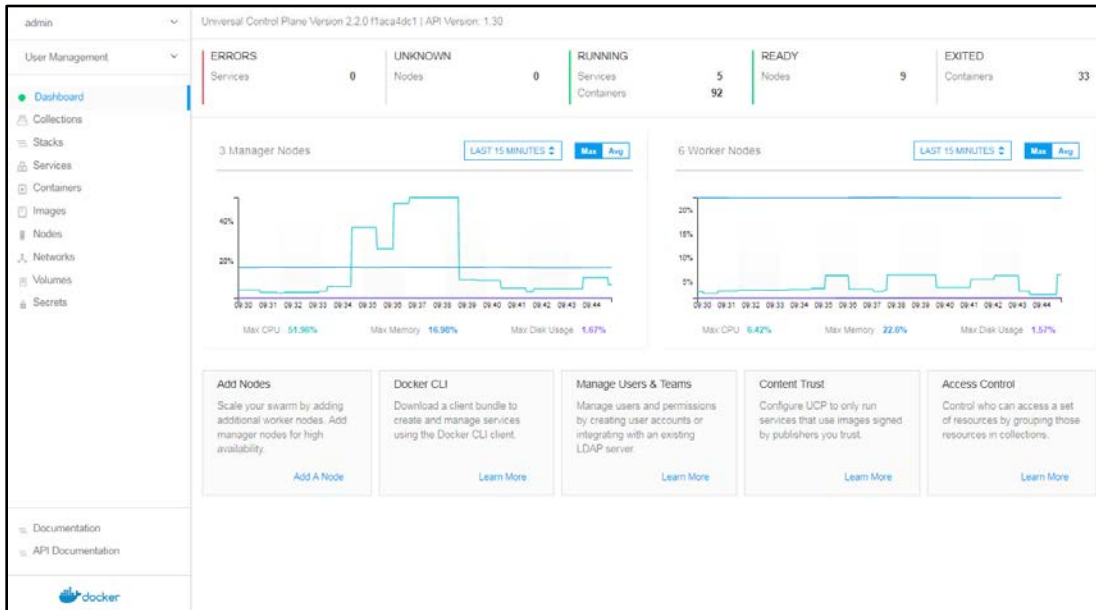 admin
Universal Control Plane Version 2.2.0 f1aca4dc1 | API Version: 1.30
User Management
Dashboard
Collections
Stacks
Services
Containers
Images
Nodes
Networks
Volumes
Secrets
Documentation
API Documentation
docker
ERRORS
Services 0
UNKNOWN
Nodes 0
RUNNING
Services 5
Containers 92
READY
Nodes 9
EXITED
Containers 33
3 Manager Nodes LAST 15 MINUTES Max Avg
40%
20%
09:30 09:31 09:32 09:33 09:34 09:35 09:36 09:37 09:38 09:39 09:40 09:41 09:42 09:43 09:44
Max CPU 51.96% Max Memory 16.98% Max Disk Usage 1.67%
6 Worker Nodes LAST 15 MINUTES Max Avg
20%
15%
10%
5%
09:30 09:31 09:32 09:33 09:34 09:35 09:36 09:37 09:38 09:39 09:40 09:41 09:42 09:43 09:44
Max CPU 6.42% Max Memory 22.6% Max Disk Usage 1.57%
Add Nodes
Scale your swarm by adding
additional worker nodes. Add
manager nodes for high
availability.
Add A Node
Docker CLI
Download a client bundle to
create and manage services
using the Docker CLI client.
Learn More
Manage Users & Teams
Manage users and permissions
by creating user accounts or
integrating with an existing
LDAP server
Learn More
Content Trust
Configure UCP to only run
services that use images signed
by publishers you trust.
Learn More
Access Control
Control who can access a set
of resources by grouping those
resources in collections.
Learn More